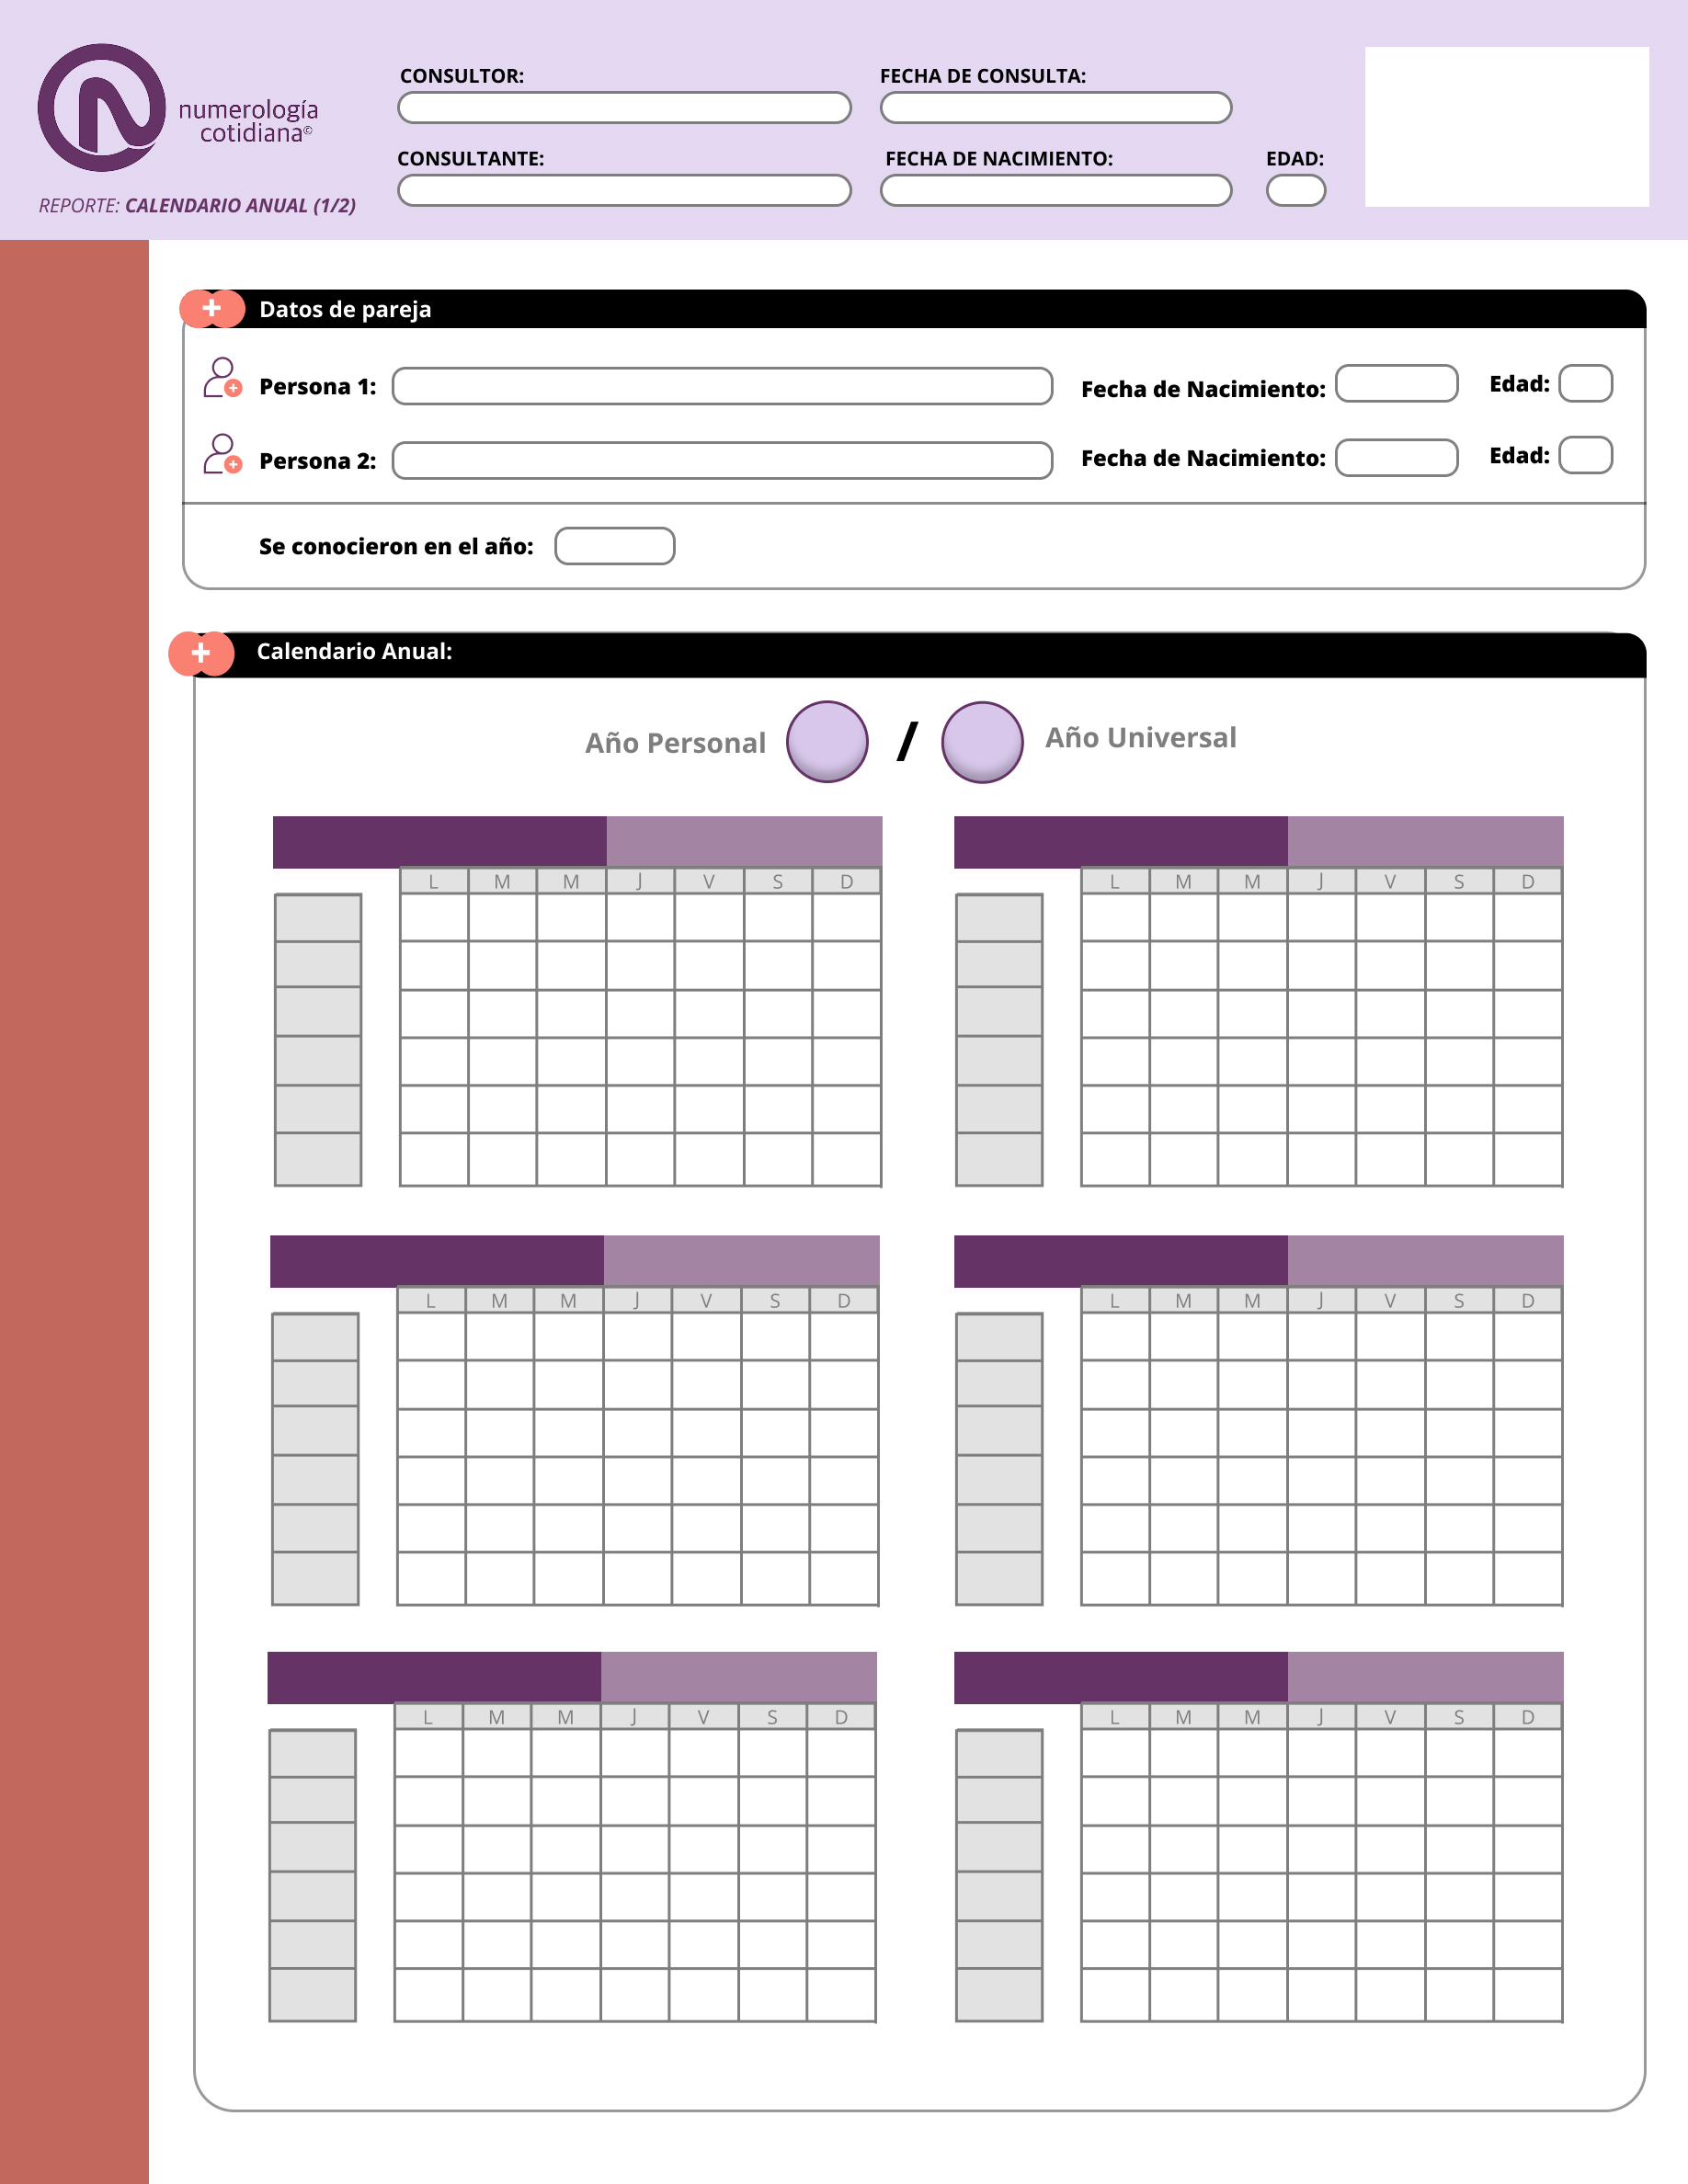 numerología
cotidiana©
REPORTE: CALENDARIO ANUAL (1/2)
CONSULTOR:
FECHA DE CONSULTA:
CONSULTANTE:
FECHA DE NACIMIENTO:
EDAD:
Datos de pareja
Persona 1:
Fecha de Nacimiento:
Edad:
Persona 2:
Fecha de Nacimiento:
Edad:
Se conocieron en el año:
Calendario Anual:
Año Personal / Año Universal
L M M J V S D
L M M J V S D
L M M J V S D
L M M J V S D
L M M J V S D
L M M J V S D